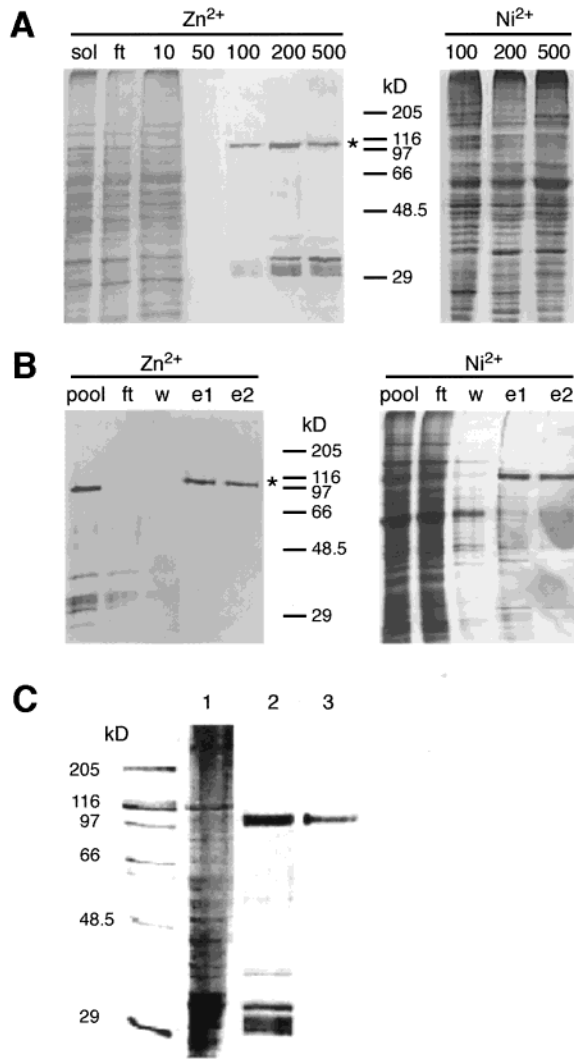 A
Zn2+
Ni2+
sol ft 10 50 100 200 500
100 200 500
kD
205
* 116
97
66
48.5
29
B
Zn2+
Ni2+
pool ft w e1 e2
pool ft w e1 e2
kD
205
116
* 97
66
48.5
29
C
1 2 3
kD
205
116
97
66
48.5
29